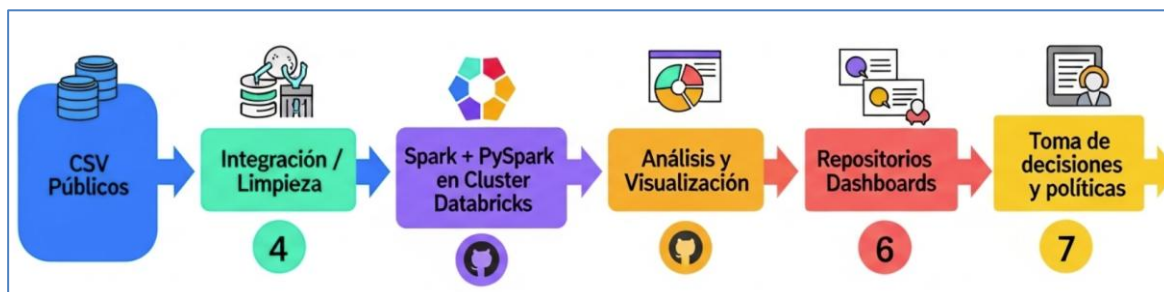 CSV
Públicos
Integración /
Limpieza
4
Spark + PySpark
en Cluster
Databricks
Análisis y
Visualización
Repositorios
Dashboards
6
Toma de
decisiones
y políticas
7